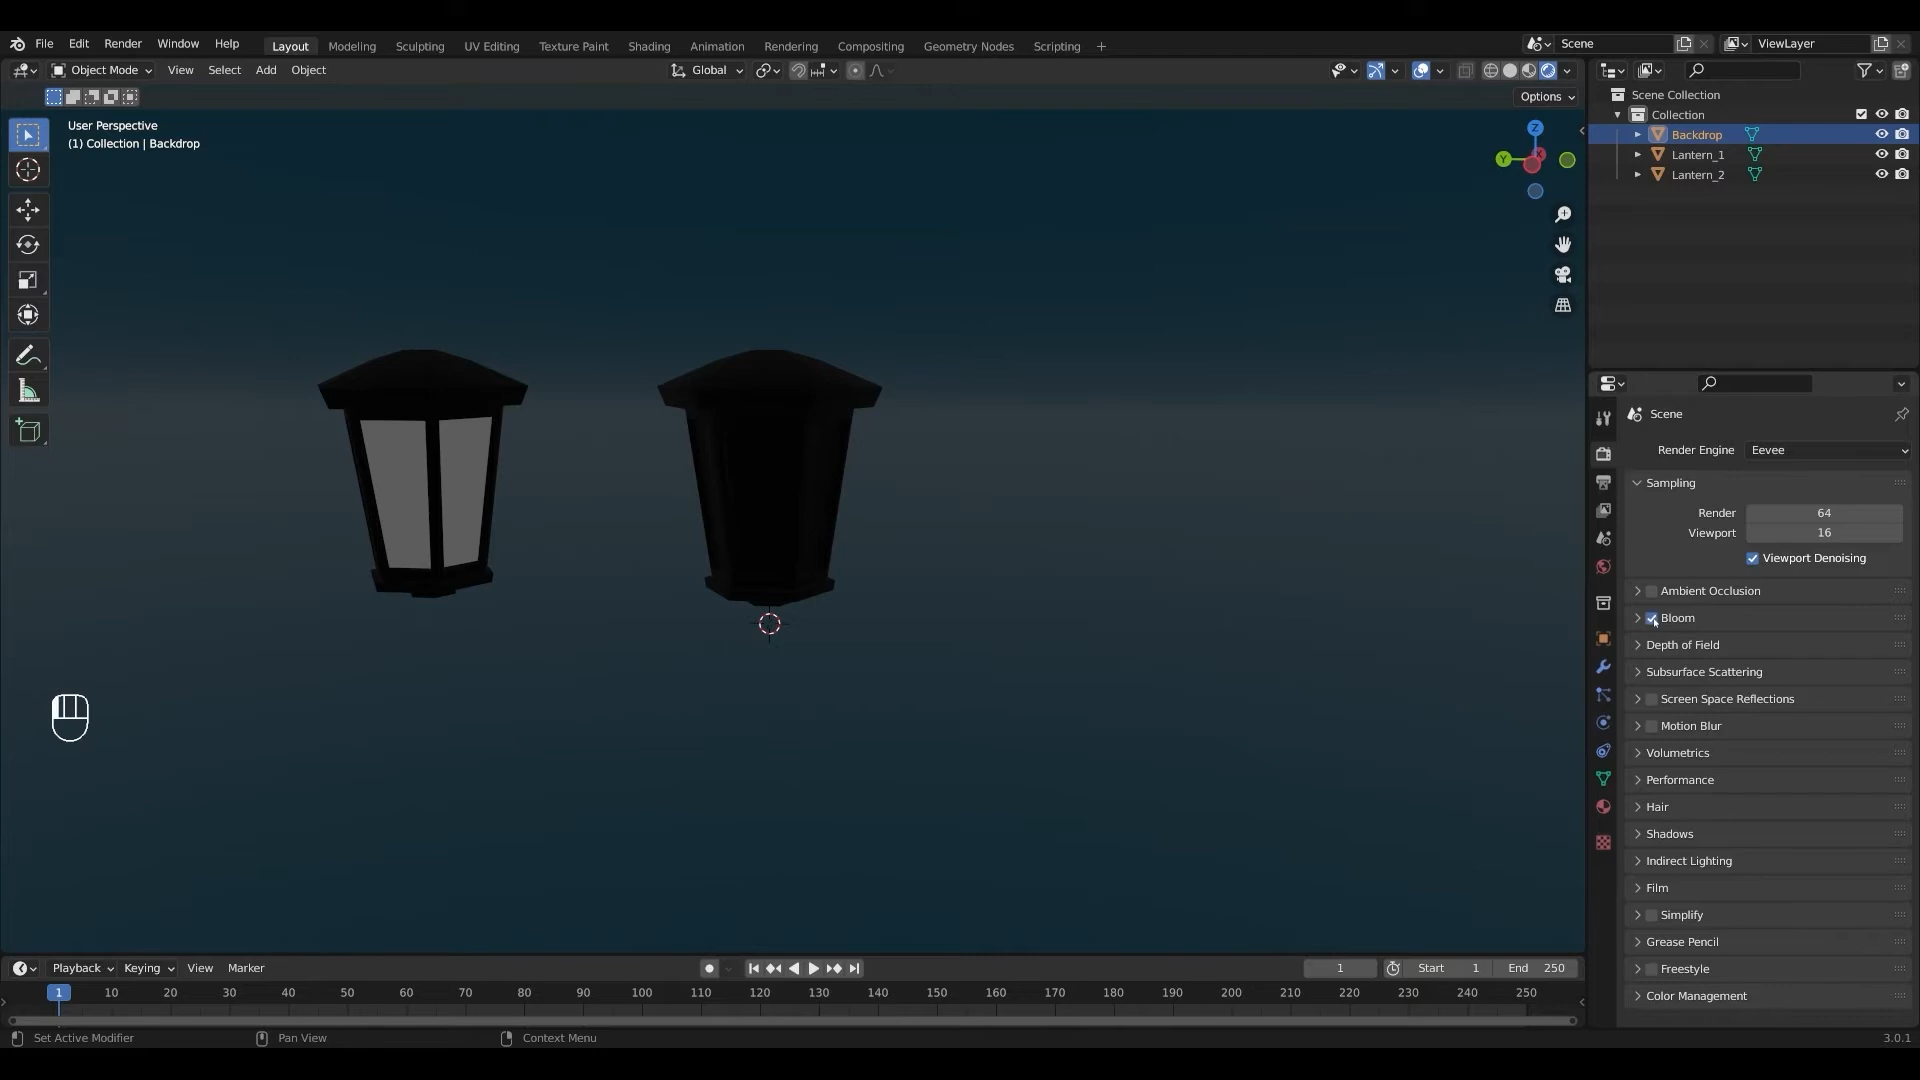 File Edit Render Window Help Layout Modeling Sculpting UV Editing Texture Paint Shading Animation Rendering Compositing Geometry Nodes Scripting + Scene ViewLayer
Object Mode View Select Add Object Global
Options
User Perspective
(1) Collection | Backdrop
Z
Y
X
Scene Collection
Collection
Backdrop
Lantern_1
Lantern_2
Scene
Render Engine Eevee
Sampling
Render 64
Viewport 16
Viewport Denoising
Ambient Occlusion
Bloom
Depth of Field
Subsurface Scattering
Screen Space Reflections
Motion Blur
Volumetrics
Performance
Hair
Shadows
Indirect Lighting
Film
Simplify
Grease Pencil
Freestyle
Color Management
Playback Keying View Marker 1 Start 1 End 250
1 10 20 30 40 50 60 70 80 90 100 110 120 130 140 150 160 170 180 190 200 210 220 230 240 250
Set Active Modifier Pan View Context Menu 3.0.1